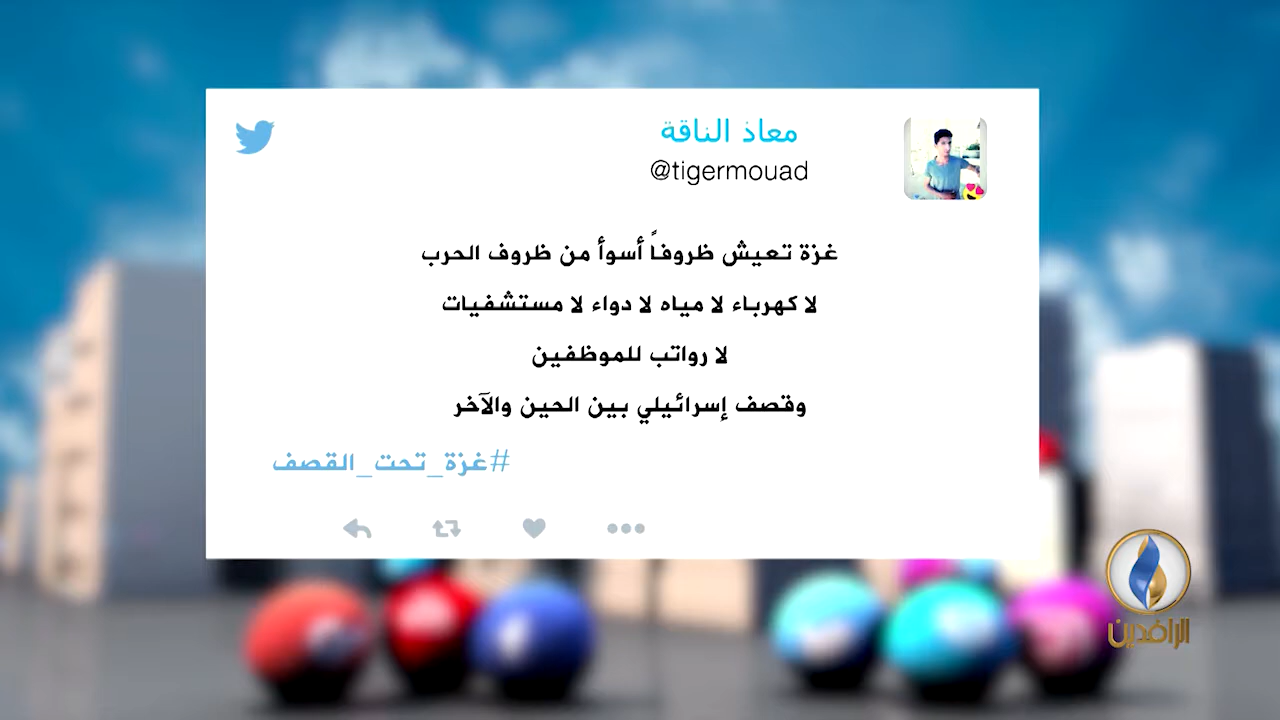 معاذ الناقة
@tigermouad
غزة تعيش ظروفاً أسوأ من ظروف الحرب
لا كهرباء لا مياه لا دواء لا مستشفيات
لا رواتب للموظفين
وقصف إسرائيلي بين الحين والآخر
#غزة_تحت_القصف
الرافدين